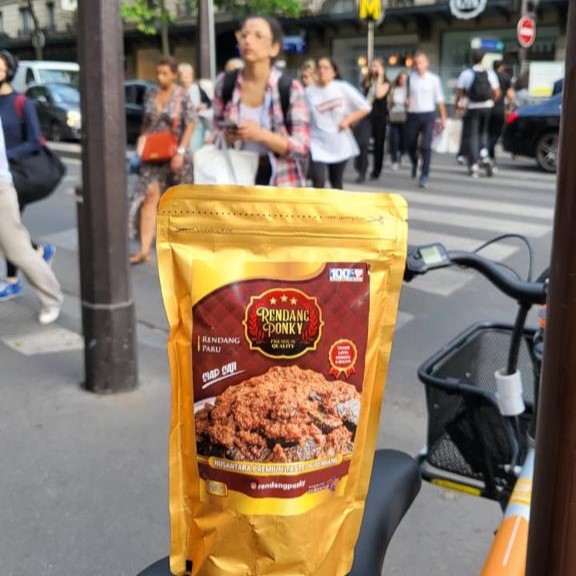 M
100%
RENDANG
PONKY
PREMIUM
QUALITY
RENDANG
PARU
SIAP SAJI
NUSANTARA PREMIUM TASTE
@rendangponky